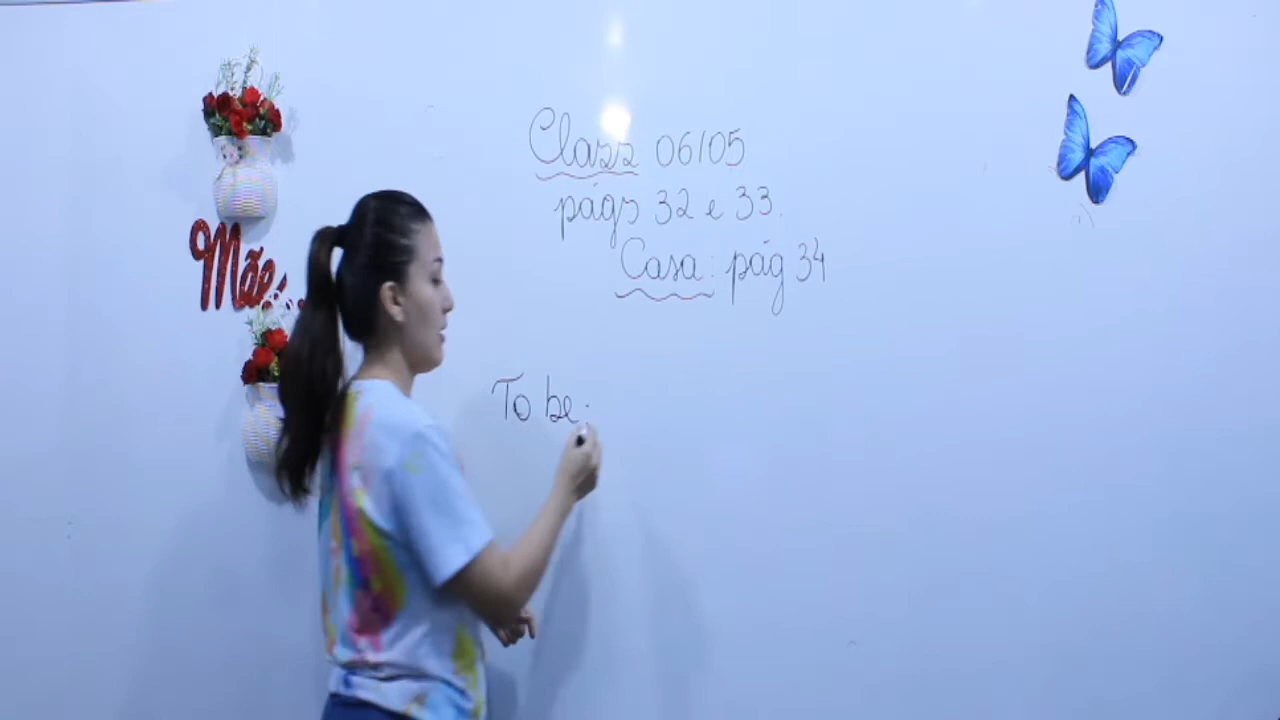 Class 06/05
págs 32 e 33.
Casa: pág 34
Mãe
To be.